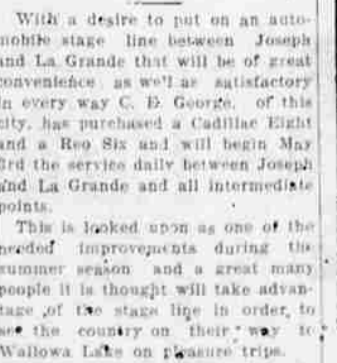 With a desire to put on an auto-
mobile stage line between Joseph
and La Grande that will be of great
convenience as well as satisfactory
in every way C. D. George, of this
city, has purchased a Cadillac Eight
and a Reo Six and will begin May
3rd the service daily between Joseph
and La Grande and all intermediate
points.
This is looked upon as one of the
needed improvements during the
summer season and a great many
people it is thought will take advan-
tage of the stage line in order, to
see the country on their way to
Wallowa Lake on pleasure trips.